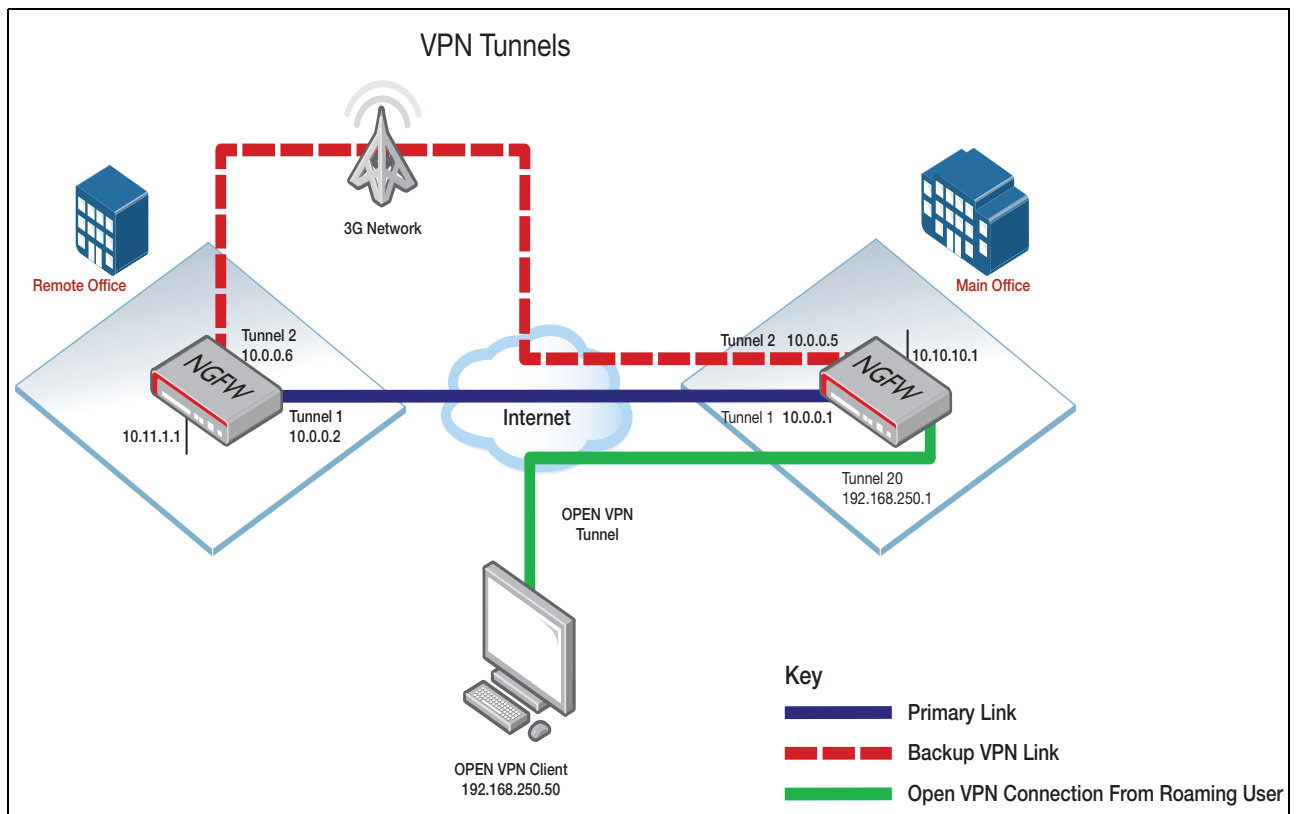 VPN Tunnels
3G Network
Remote Office
Main Office
Tunnel 2
10.0.0.6
NGFW
Tunnel 1
10.0.0.2
10.11.1.1
Internet
Tunnel 2 10.0.0.5
10.10.10.1
NGFW
Tunnel 1 10.0.0.1
Tunnel 20
192.168.250.1
OPEN VPN
Tunnel
OPEN VPN Client
192.168.250.50
Key
Primary Link
Backup VPN Link
Open VPN Connection From Roaming User